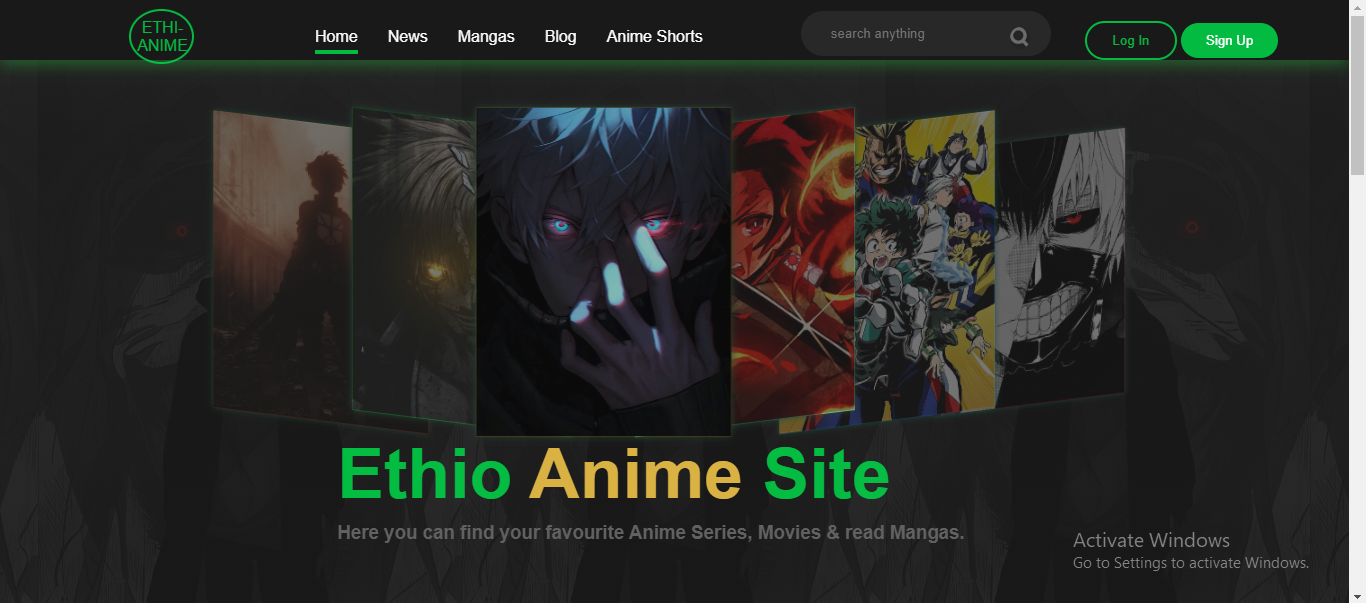 ETHI-
ANIME
Home News Mangas Blog Anime Shorts
search anything
Log In
Sign Up
Ethio Anime Site
Here you can find your favourite Anime Series, Movies & read Mangas.
Activate Windows
Go to Settings to activate Windows.